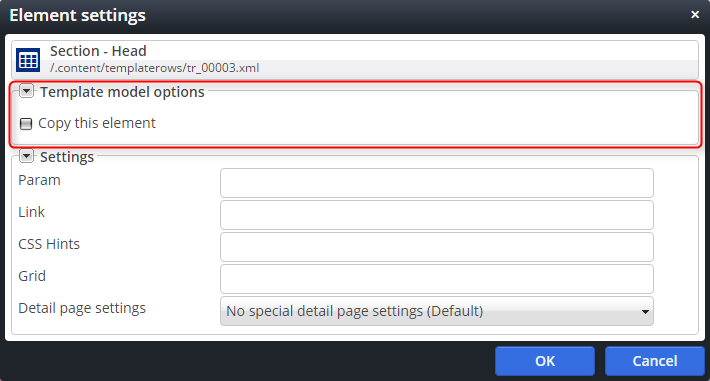 Element settings
Section - Head
/.content/templaterows/tr_00003.xml
Template model options
Copy this element
Settings
Param
Link
CSS Hints
Grid
Detail page settings No special detail page settings (Default)
OK Cancel